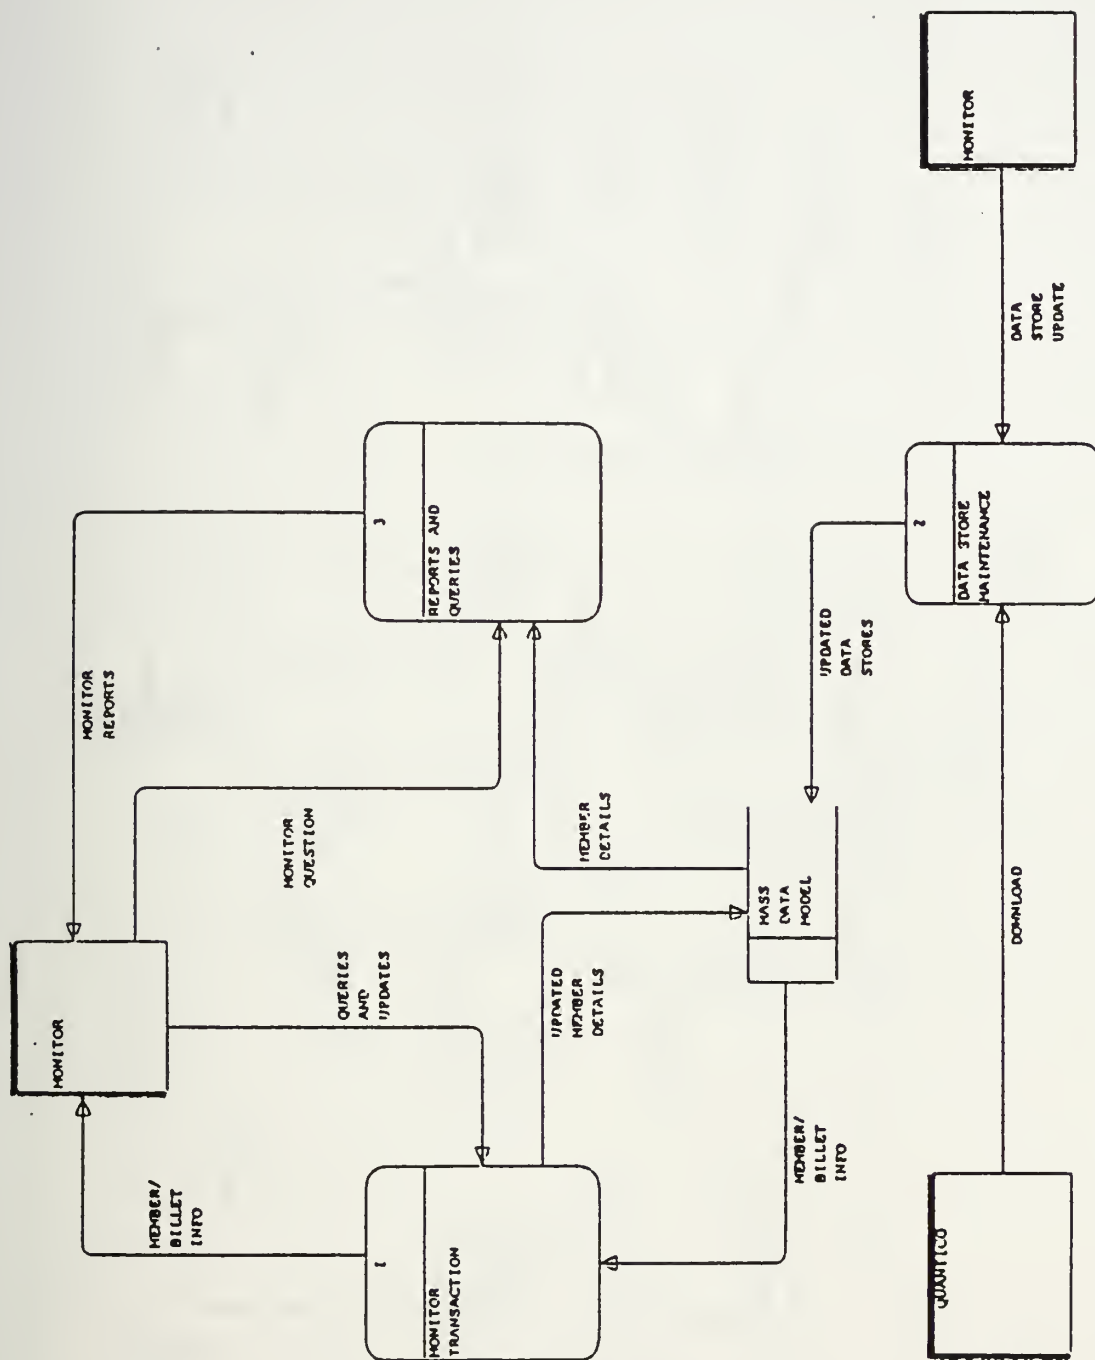 MEMBER/
BILLET
INFO
MONITOR
MONITOR
REPORTS
QUERIES
AND
UPDATES
MONITOR
QUESTION
1
MONITOR
TRANSACTION
3
REPORTS AND
QUERIES
UPDATED
MEMBER
DETAILS
MEMBER
DETAILS
MEMBER/
BILLET
INFO
MASS
DATA
MODEL
UPDATED
DATA
STORES
QUANTICO
DOWNLOAD
2
DATA STORE
MAINTENANCE
DATA
STORE
UPDATE
MONITOR